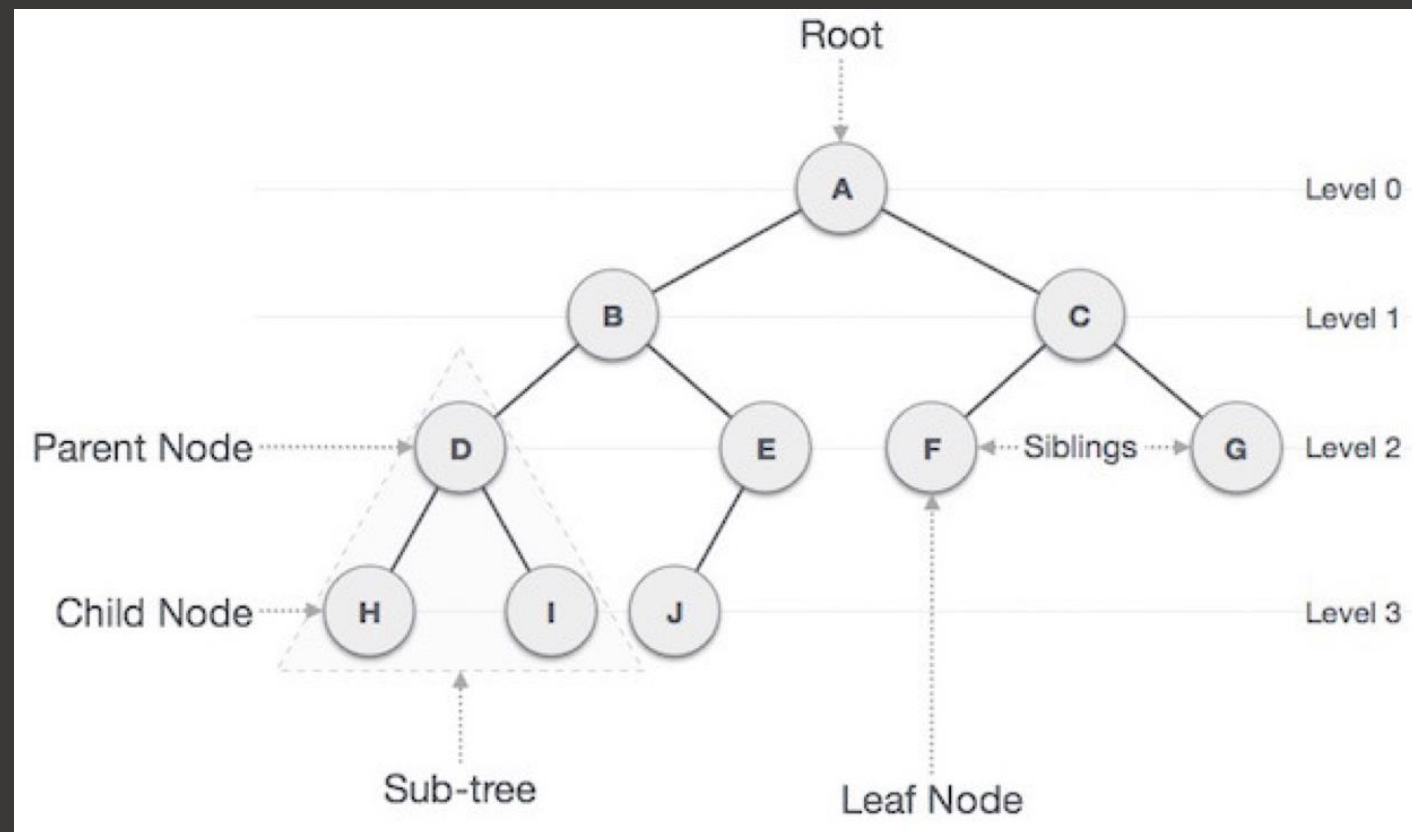 Root
A
Level 0
B
C
Level 1
Parent Node
D
E
F
Siblings
G
Level 2
Child Node
H
I
J
Level 3
Sub-tree
Leaf Node